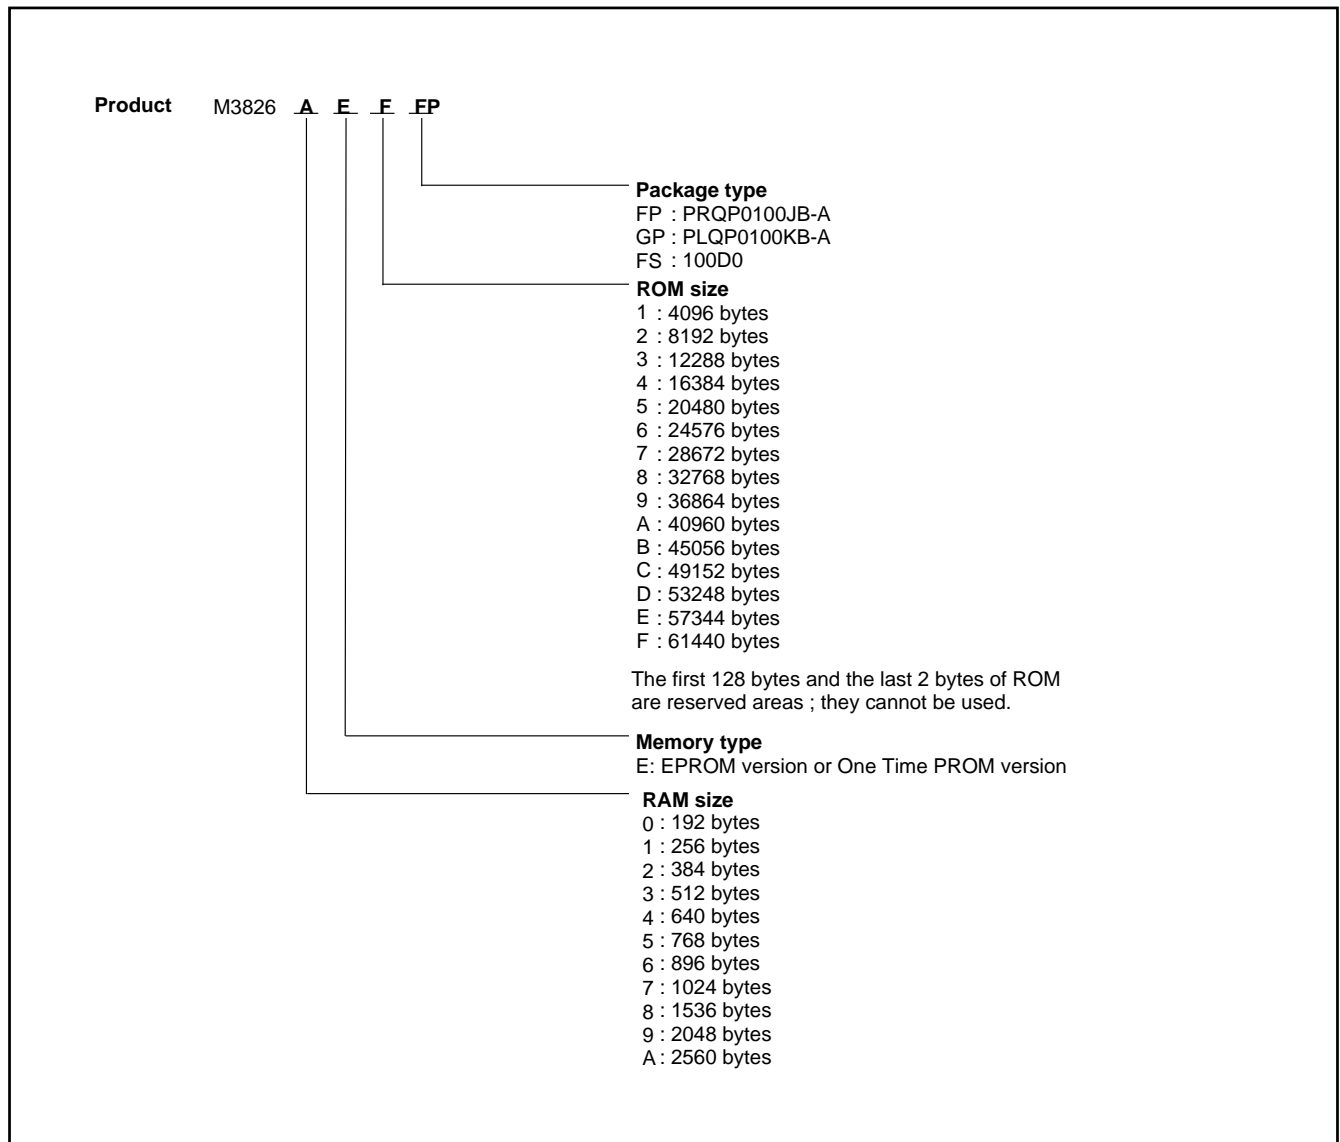 Product M3826 A E F FP
Package type
FP : PRQP0100JB-A
GP : PLQP0100KB-A
FS : 100D0
ROM size
1 : 4096 bytes
2 : 8192 bytes
3 : 12288 bytes
4 : 16384 bytes
5 : 20480 bytes
6 : 24576 bytes
7 : 28672 bytes
8 : 32768 bytes
9 : 36864 bytes
A : 40960 bytes
B : 45056 bytes
C : 49152 bytes
D : 53248 bytes
E : 57344 bytes
F : 61440 bytes
The first 128 bytes and the last 2 bytes of ROM
are reserved areas ; they cannot be used.
Memory type
E: EPROM version or One Time PROM version
RAM size
0 : 192 bytes
1 : 256 bytes
2 : 384 bytes
3 : 512 bytes
4 : 640 bytes
5 : 768 bytes
6 : 896 bytes
7 : 1024 bytes
8 : 1536 bytes
9 : 2048 bytes
A : 2560 bytes